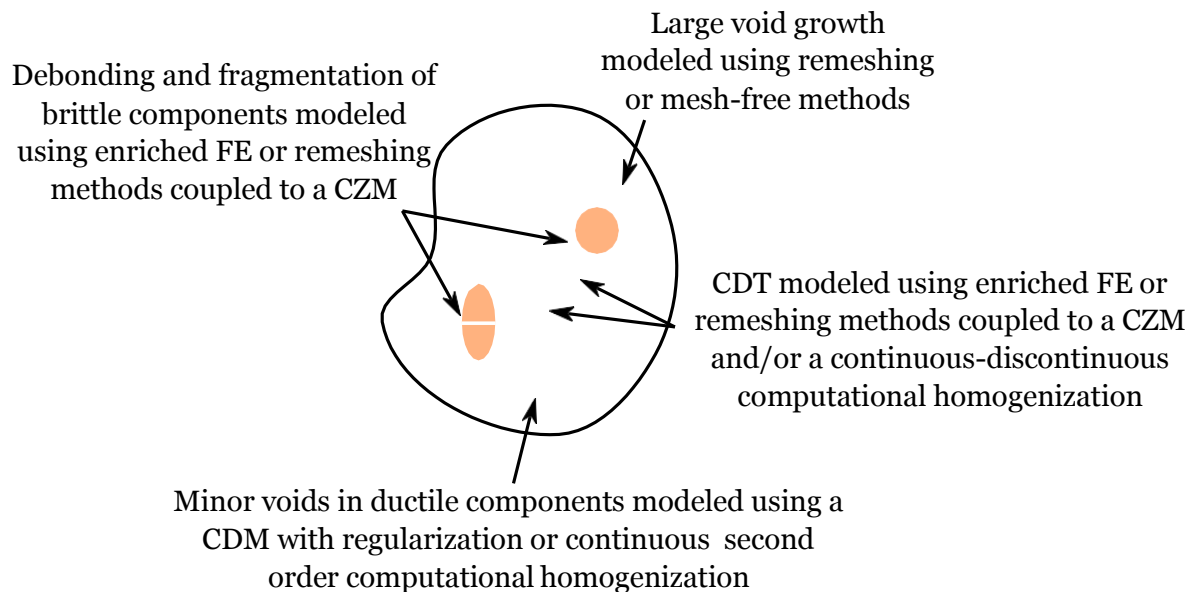 Large void growth
modeled using remeshing
or mesh-free methods
Debonding and fragmentation of
brittle components modeled
using enriched FE or remeshing
methods coupled to a CZM
CDT modeled using enriched FE or
remeshing methods coupled to a CZM
and/or a continuous-discontinuous
computational homogenization
Minor voids in ductile components modeled using a
CDM with regularization or continuous second
order computational homogenization